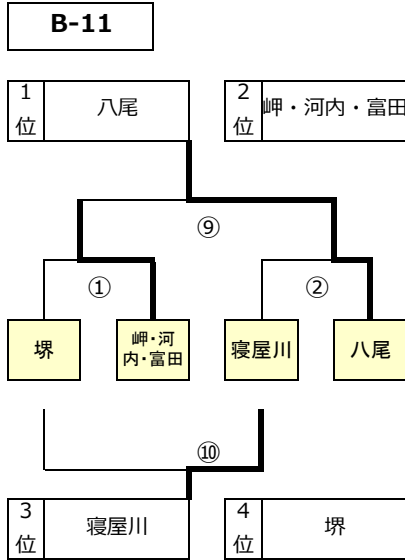 B-11
1
位
八尾
2
位
岬・河内・富田
⑨
①
②
堺
岬・河
内・富田
寝屋川
八尾
⑩
3
位
寝屋川
4
位
堺